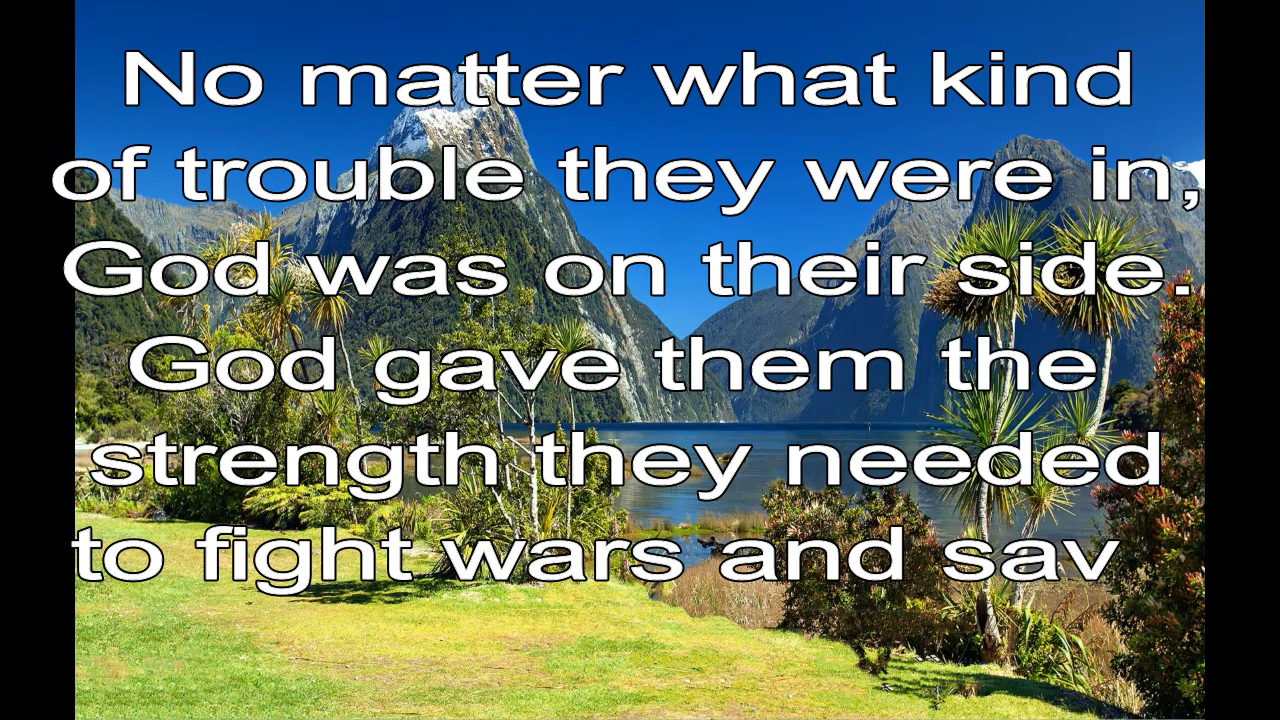 No matter what kind
of trouble they were in,
God was on their side.
God gave them the
strength they needed
to fight wars and sav